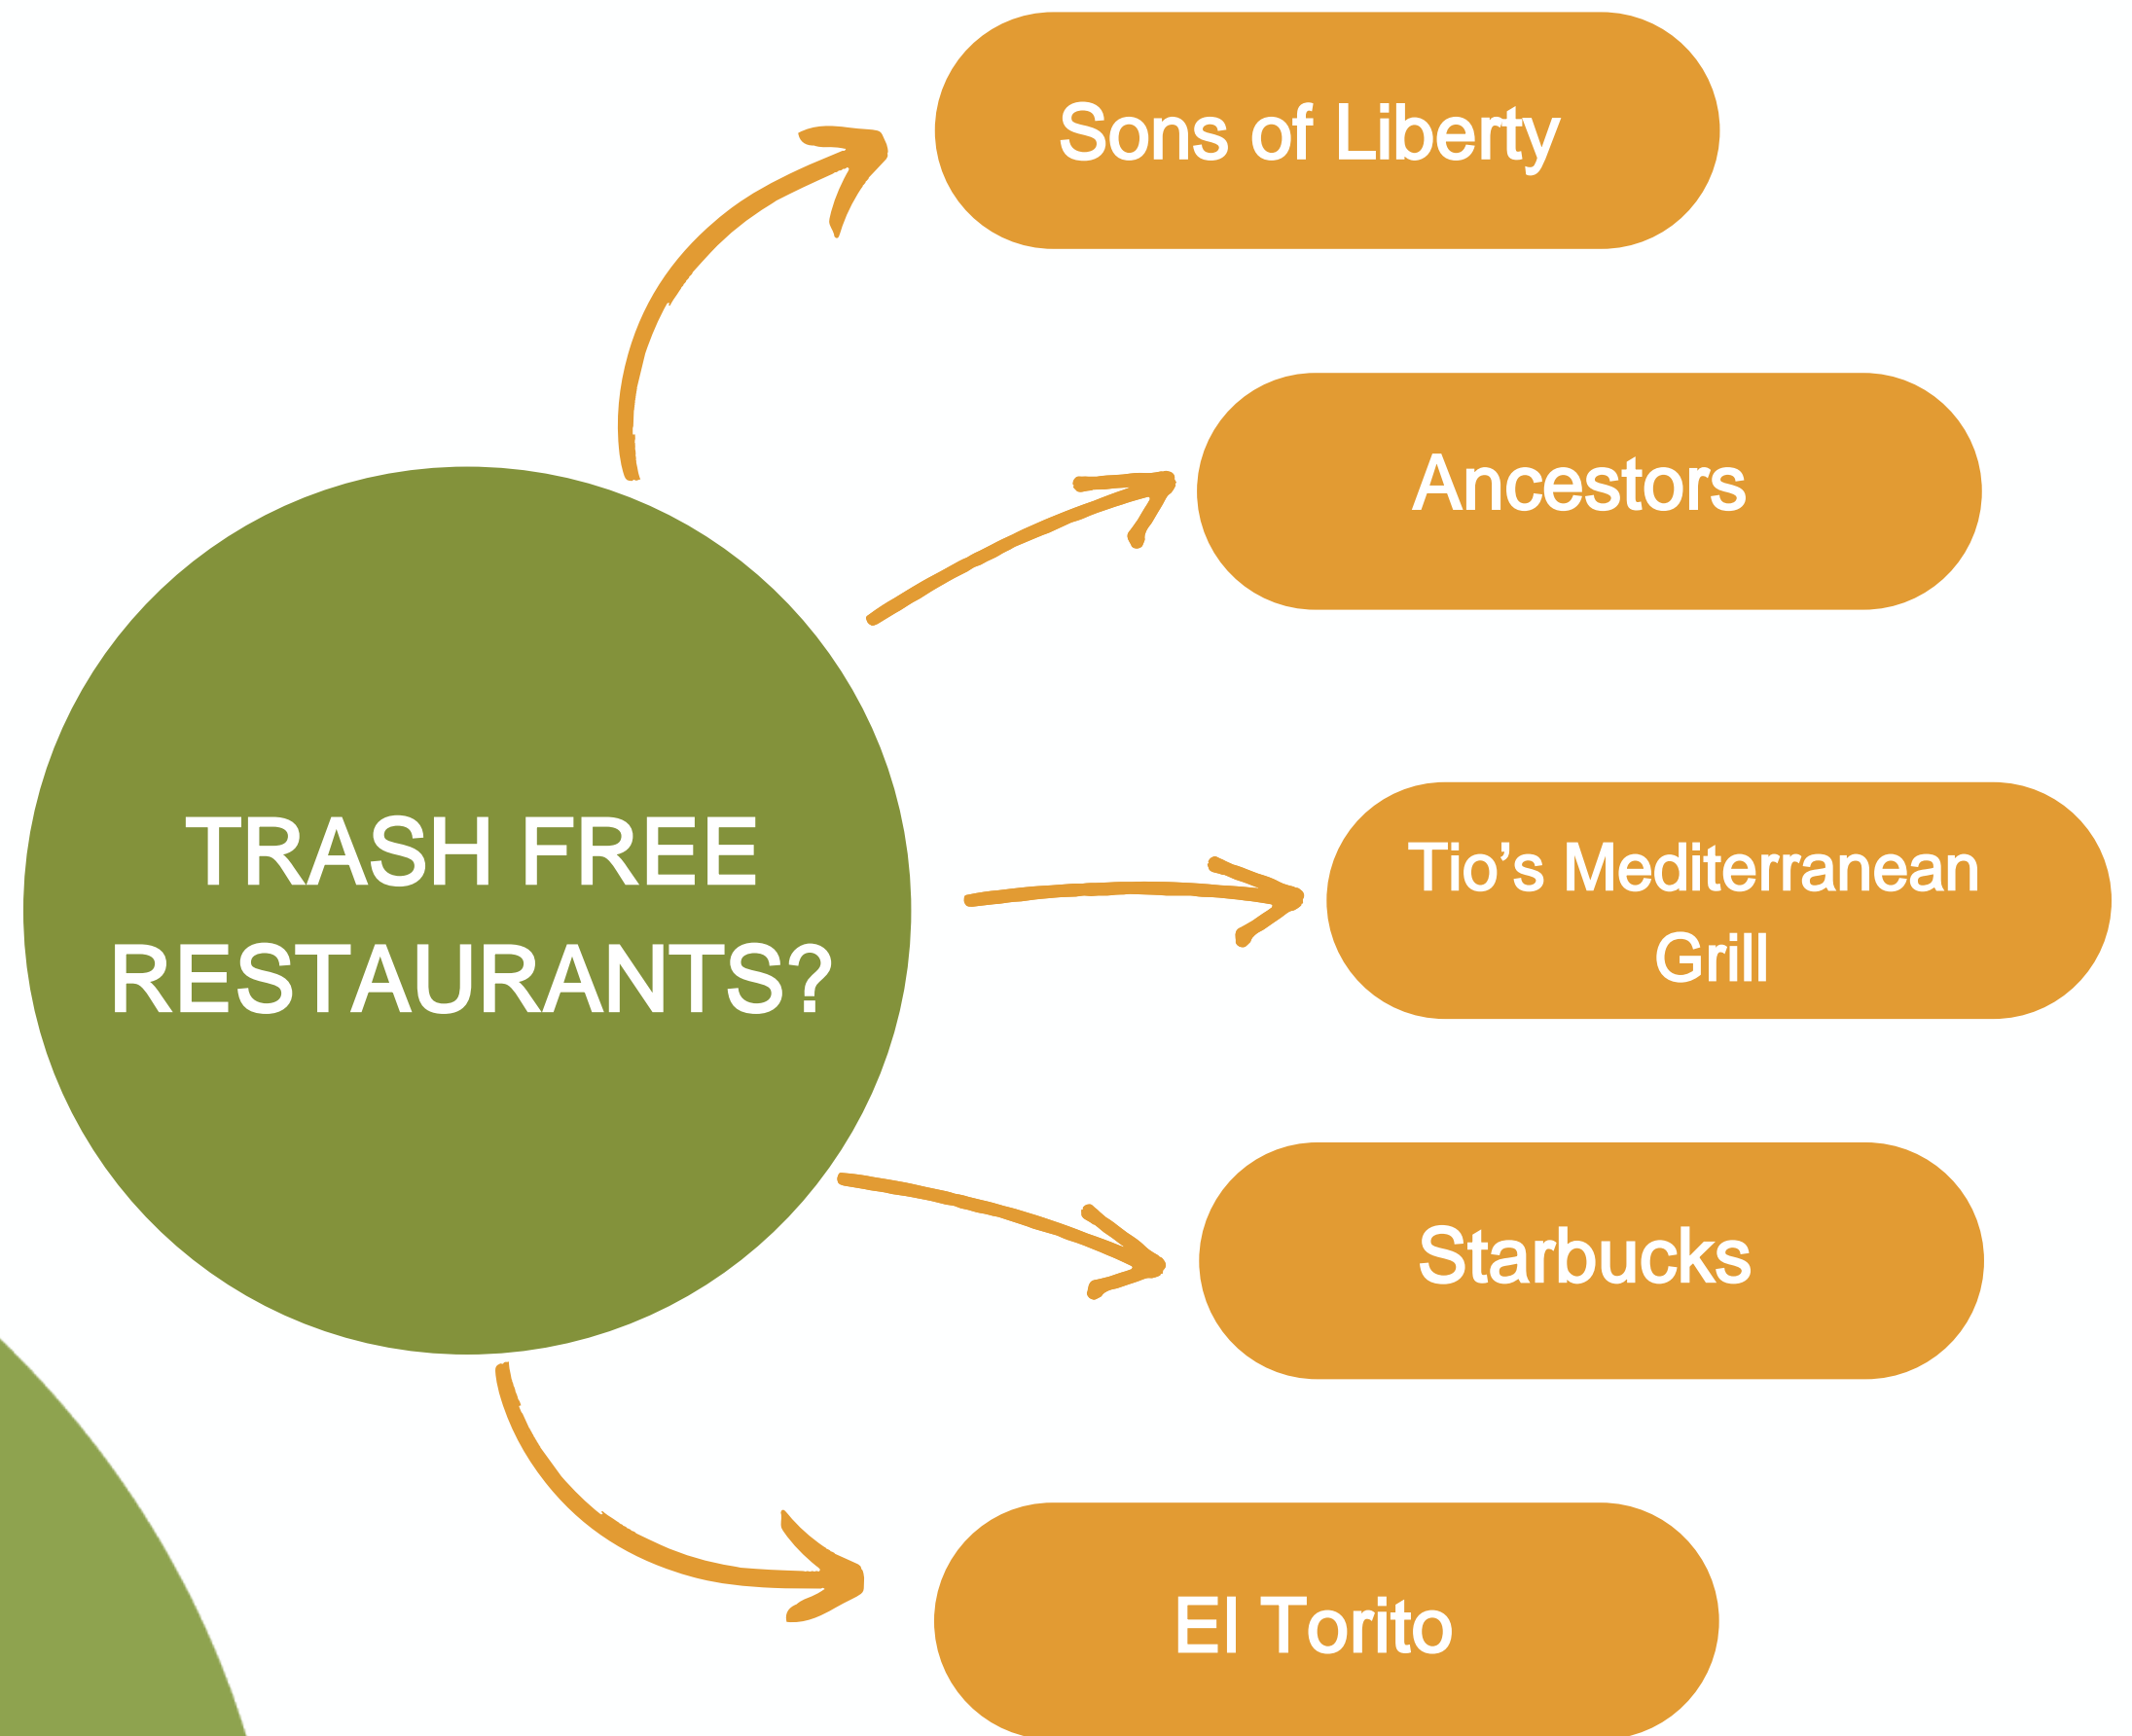 Sons of Liberty
Ancestors
TRASH FREE
RESTAURANTS?
Tio's Mediterranean
Grill
Starbucks
El Torito